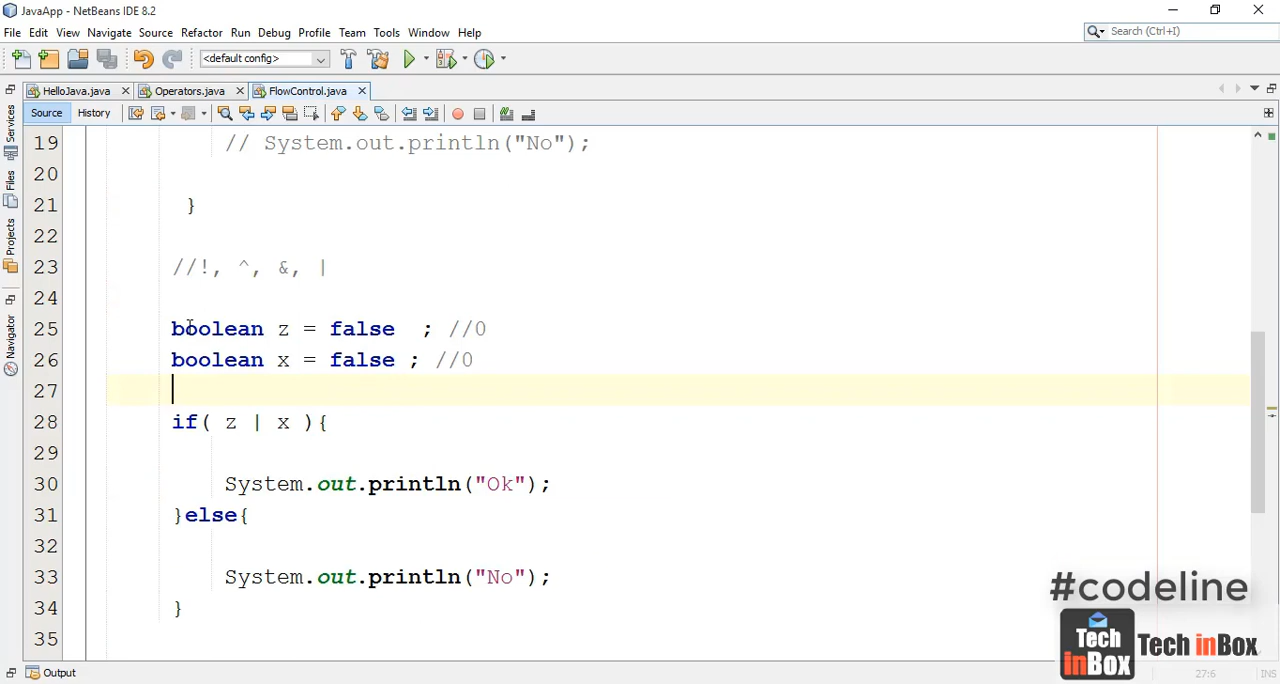 JavaApp - NetBeans IDE 8.2
File Edit View Navigate Source Refactor Run Debug Profile Team Tools Window Help
Search (Ctrl+I)
<default config>
HelloJava.java Operators.java FlowControl.java
Source History
Services
Files
Projects
Navigator
19 // System.out.println("No");
20
21 }
22
23 //!, ^, &, |
24
25 boolean z = false  ; //0
26 boolean x = false ; //0
27
28 if( z | x ){
29
30 System.out.println("Ok");
31 }else{
32
33 System.out.println("No");
34 }
35
#codeline
Tech inBox
Tech inBox
Output
27:6 INS